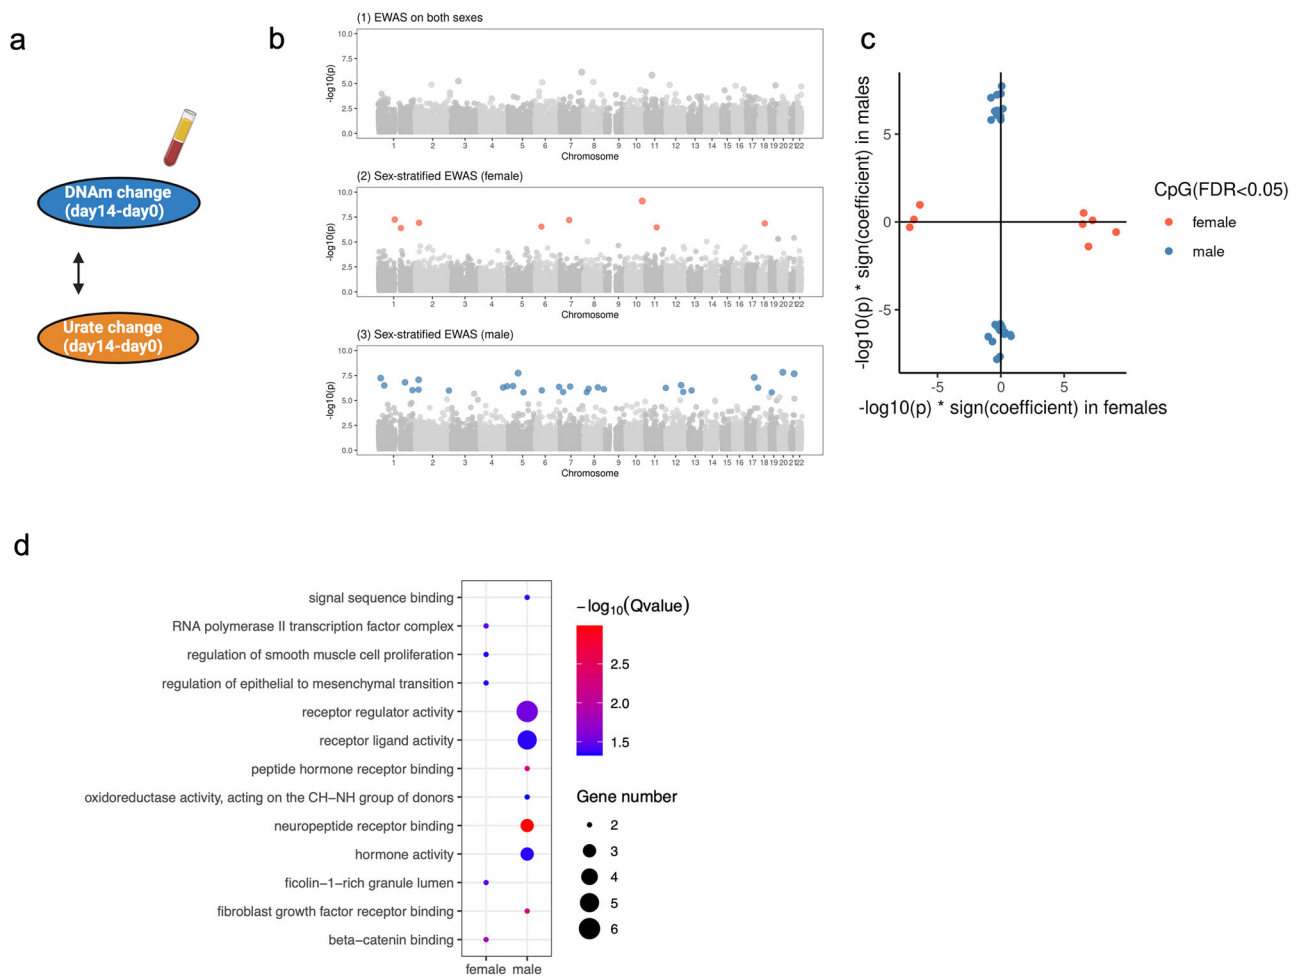 a
DNAm change
(day14-day0)
Urate change
(day14-day0)
b
(1) EWAS on both sexes
10.0
7.5
5.0
2.5
0.0
-log10(p)
1 2 3 4 5 6 7 8 9 10 11 12 13 14 15 16 17 18 19 20 21 22
Chromosome
(2) Sex-stratified EWAS (female)
10.0
7.5
5.0
2.5
0.0
-log10(p)
1 2 3 4 5 6 7 8 9 10 11 12 13 14 15 16 17 18 19 20 21 22
Chromosome
(3) Sex-stratified EWAS (male)
10.0
7.5
5.0
2.5
0.0
-log10(p)
1 2 3 4 5 6 7 8 9 10 11 12 13 14 15 16 17 18 19 20 21 22
Chromosome
c
-log10(p) * sign(coefficient) in males
5
0
-5
-5 0 5
-log10(p) * sign(coefficient) in females
CpG(FDR<0.05)
female
male
d
signal sequence binding
RNA polymerase II transcription factor complex
regulation of smooth muscle cell proliferation
regulation of epithelial to mesenchymal transition
receptor regulator activity
receptor ligand activity
peptide hormone receptor binding
oxidoreductase activity, acting on the CH−NH group of donors
neuropeptide receptor binding
hormone activity
ficolin−1−rich granule lumen
fibroblast growth factor receptor binding
beta−catenin binding
female male
−log10(Qvalue)
2.5
2.0
1.5
Gene number
2
3
4
5
6